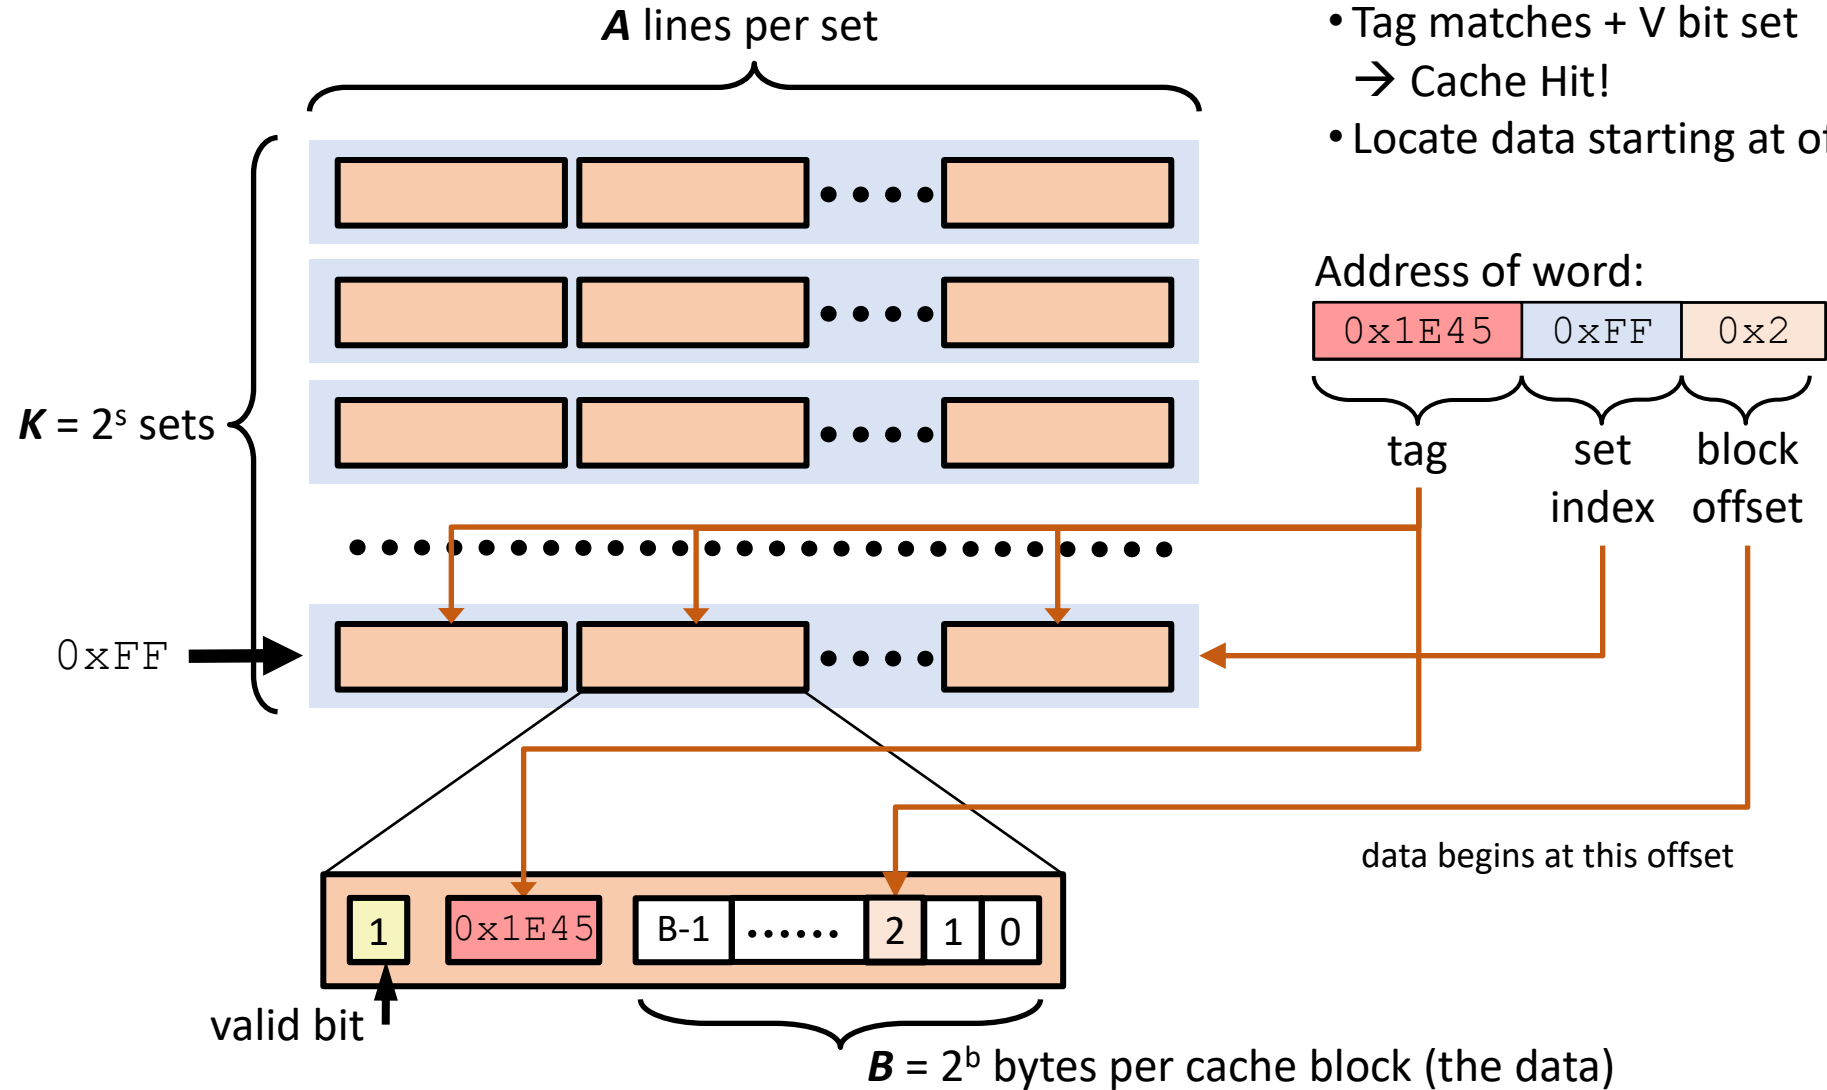 A lines per set
• Tag matches + V bit set
→ Cache Hit!
• Locate data starting at
Address of word:
0x1E45 0xFF 0x2
tag
set index
block offset
K = 2ˢ sets
0xFF
data begins at this offset
1 0x1E45 B-1 ...... 2 1 0
valid bit
B = 2ᵇ bytes per cache block (the data)